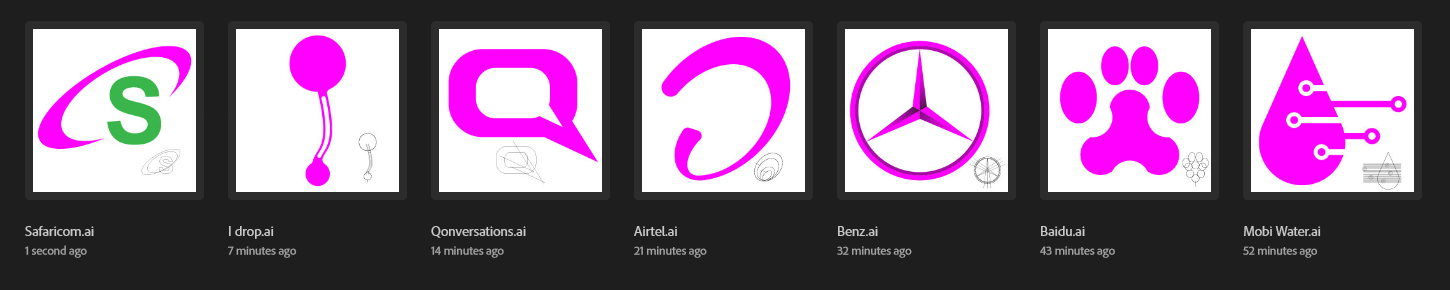 S
Safaricom.ai
1 second ago
I drop.ai
7 minutes ago
Qonversations.ai
14 minutes ago
Airtel.ai
21 minutes ago
Benz.ai
32 minutes ago
Baidu.ai
43 minutes ago
Mobi Water.ai
52 minutes ago